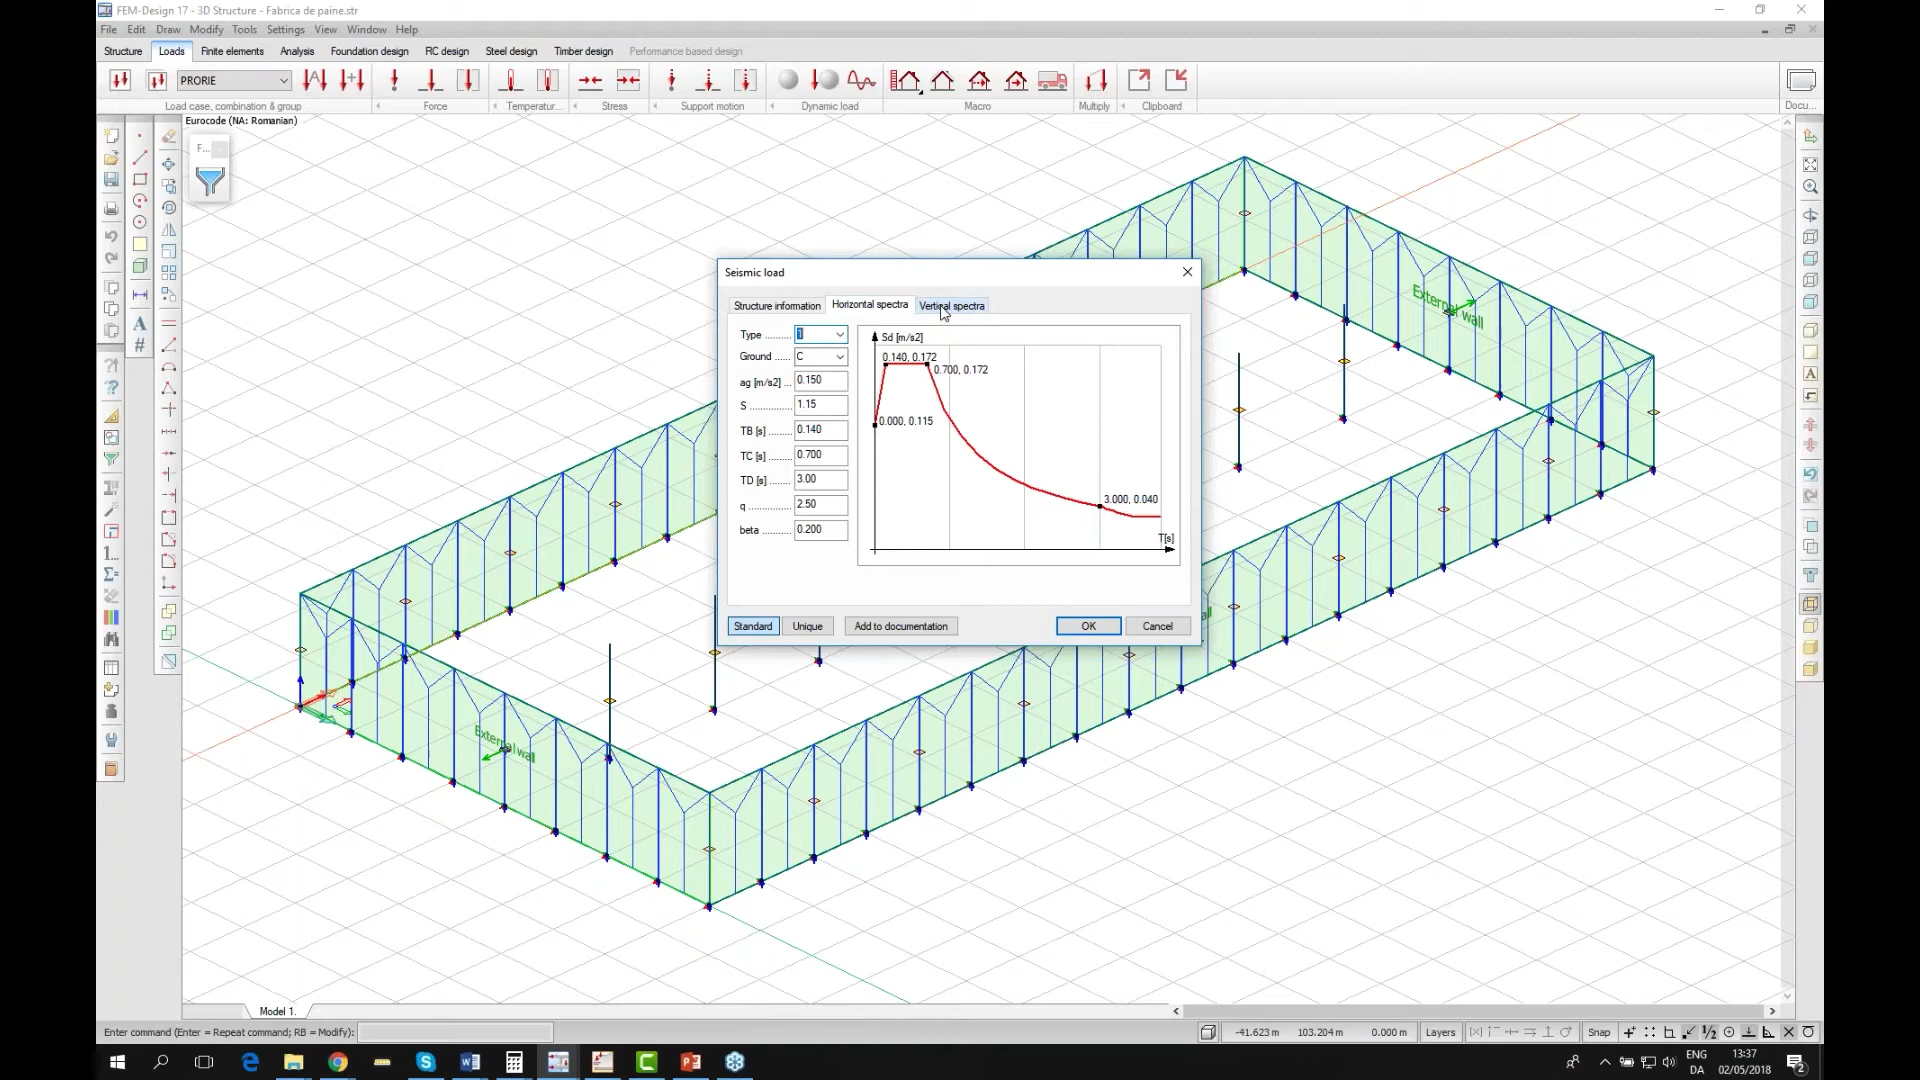 FEM-Design 17 - 3D Structure - Fabrica de paine.str
File Edit Draw Modify Tools Settings View Window Help
Structure Loads Finite elements Analysis Foundation design RC design Steel design Timber design Performance based design
PRORIE
Load case, combination & group Force Temperatur... Stress Support motion Dynamic load Macro Multiply Clipboard Docu...
Eurocode (NA: Romanian)
F...
External wall
Seismic load
Structure information Horizontal spectra Vertical spectra
Type 1
Ground C
ag [m/s2] 0.150
S 1.15
TB [s] 0.140
TC [s] 0.700
TD [s] 3.00
q 2.50
beta 0.200
Sd [m/s2]
0.140, 0.172
0.700, 0.172
0.000, 0.115
3.000, 0.040
T[s]
Standard Unique Add to documentation OK Cancel
External wall
Model 1.
Enter command (Enter = Repeat command; RB = Modify):
-41.623 m 103.204 m 0.000 m Layers Snap
ENG
DA
13:37
02/05/2018
2